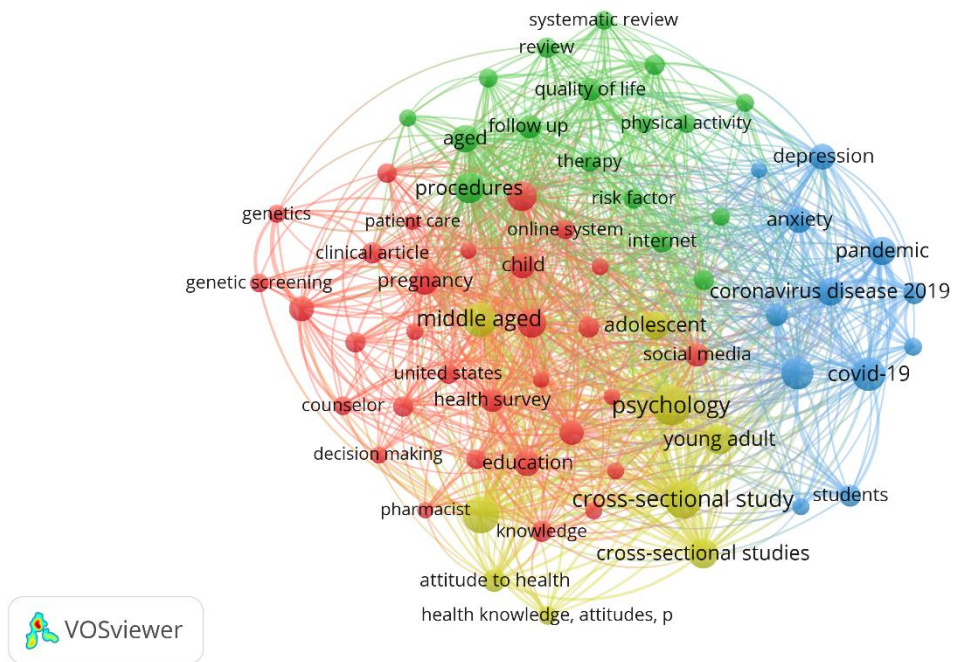 systematic review
review
quality of life
physical activity
follow up
aged
depression
therapy
procedures
risk factor
genetics
patient care
anxiety
online system
internet
pandemic
clinical article
child
genetic screening
pregnancy
coronavirus disease 2019
middle aged
adolescent
social media
united states
covid-19
health survey
counselor
psychology
young adult
decision making
education
cross-sectional study
students
pharmacist
knowledge
cross-sectional studies
attitude to health
health knowledge, attitudes, p
VOSviewer